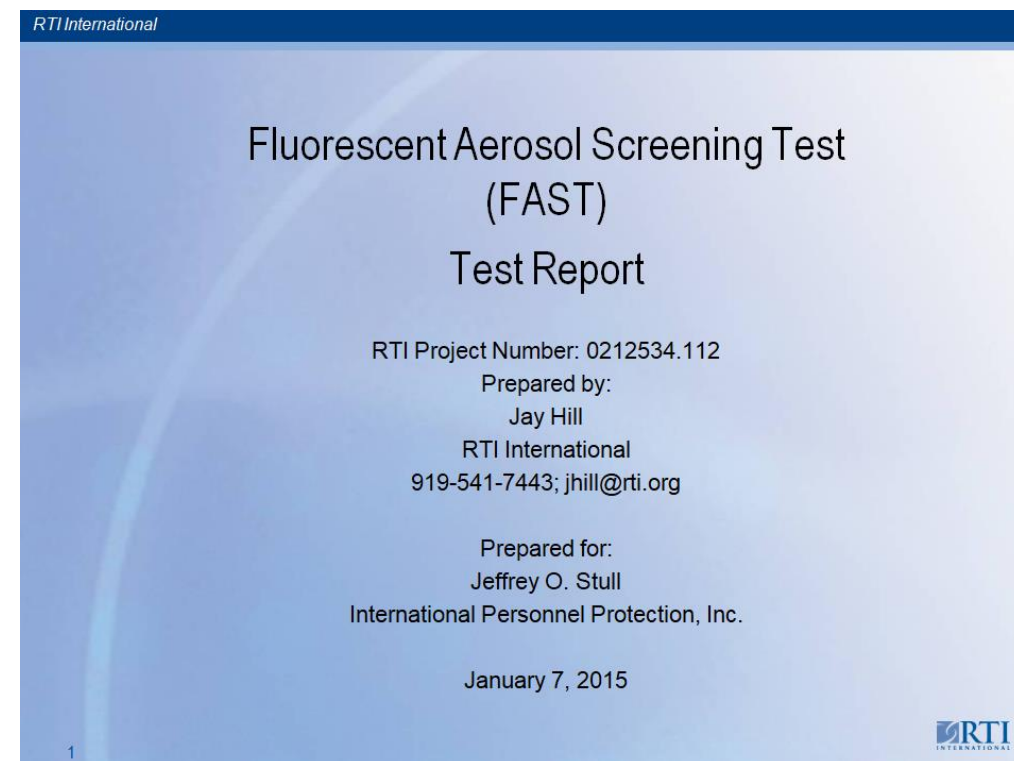 RTI International
Fluorescent Aerosol Screening Test
(FAST)
Test Report
RTI Project Number: 0212534.112
Prepared by:
Jay Hill
RTI International
919-541-7443; jhill@rti.org
Prepared for:
Jeffrey O. Stull
International Personnel Protection, Inc.
January 7, 2015
1
RTI
INTERNATIONAL